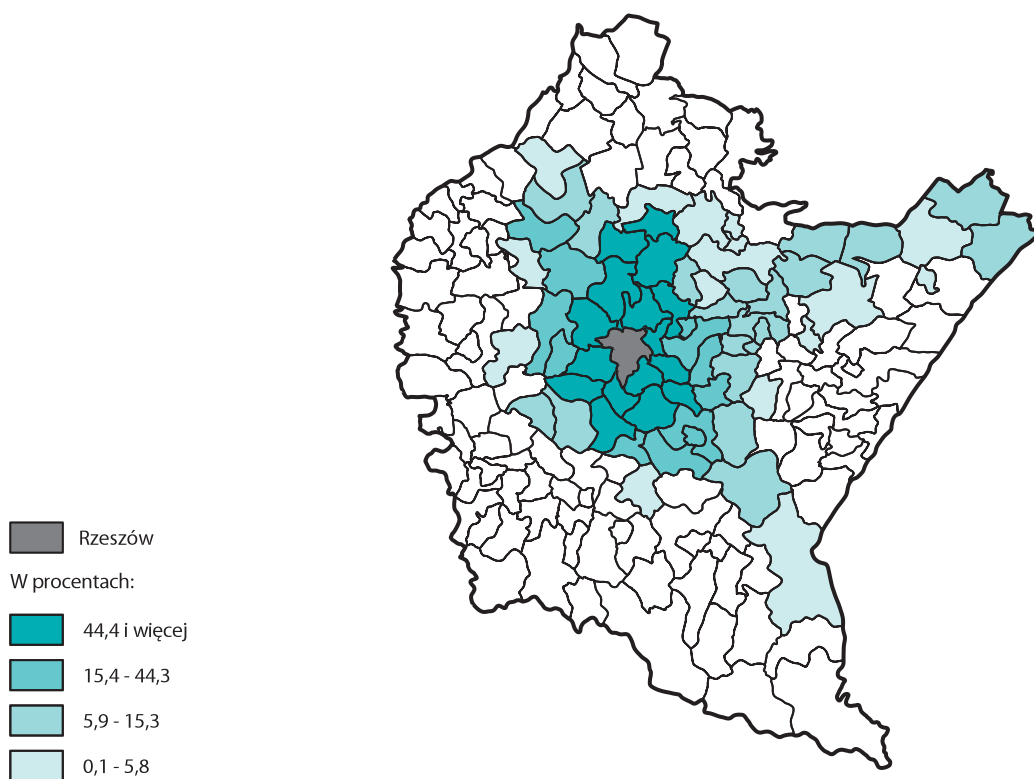 Rzeszów
W procentach:
44,4 i więcej
15,4 - 44,3
5,9 - 15,3
0,1 - 5,8